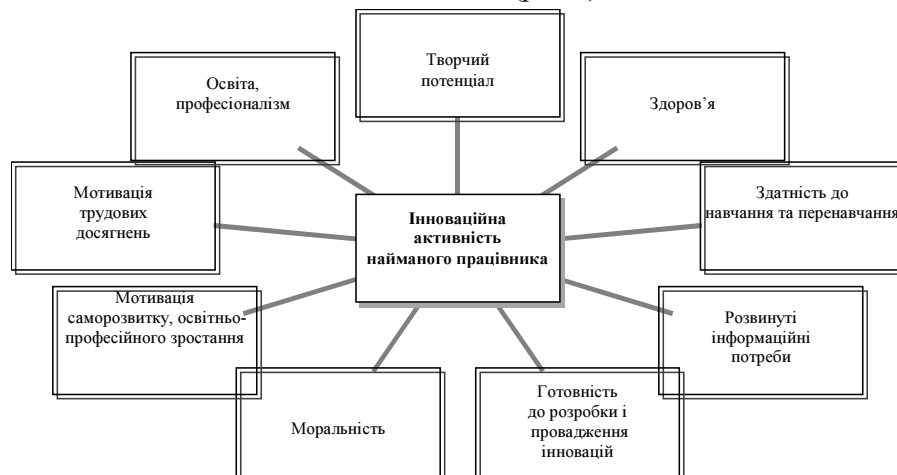 Творчий
потенціал
Освіта,
професіоналізм
Здоров’я
Мотивація
трудових
досягнень
Інноваційна
активність
найманого працівника
Здатність до
навчання та перенавчання
Мотивація
саморозвитку, освітньо-
професійного зростання
Розвинуті
інформаційні
потреби
Моральність
Готовність
до розробки і
провадження
інновацій